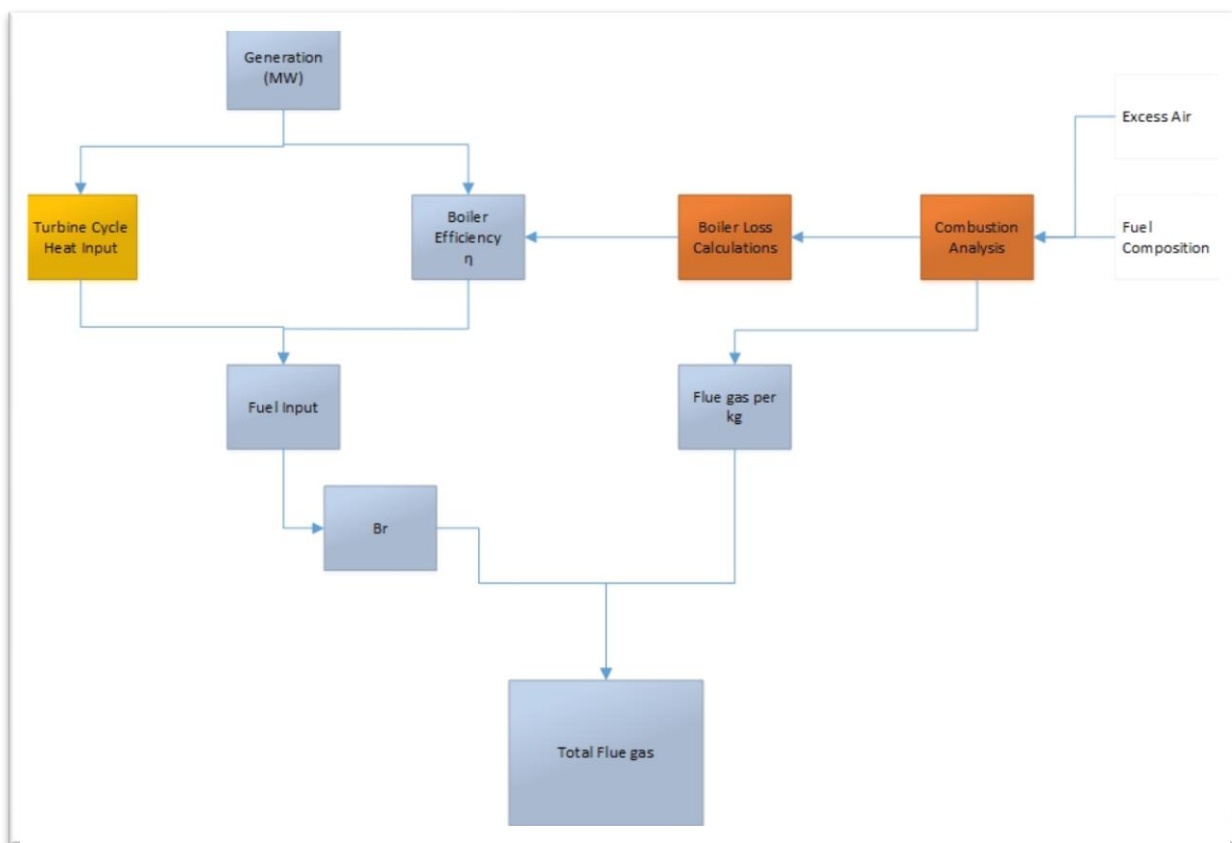 Generation
(MW)
Excess Air
Turbine Cycle
Heat Input
Boiler
Efficiency
η
Boiler Loss
Calculations
Combustion
Analysis
Fuel
Composition
Fuel Input
Flue gas per
kg
Br
Total Flue gas